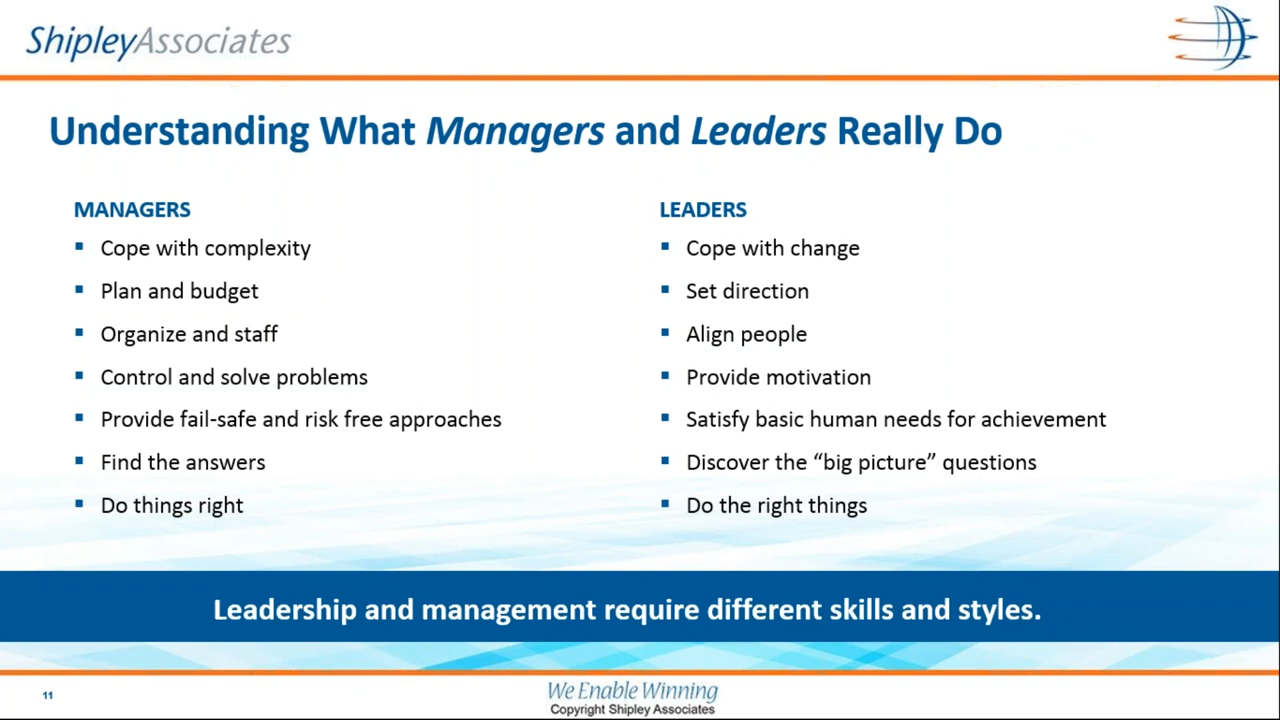 ShipleyAssociates
Understanding What Managers and Leaders Really Do
MANAGERS
▪ Cope with complexity
▪ Plan and budget
▪ Organize and staff
▪ Control and solve problems
▪ Provide fail-safe and risk free approaches
▪ Find the answers
▪ Do things right
LEADERS
▪ Cope with change
▪ Set direction
▪ Align people
▪ Provide motivation
▪ Satisfy basic human needs for achievement
▪ Discover the “big picture” questions
▪ Do the right things
Leadership and management require different skills and styles.
11
We Enable Winning
Copyright Shipley Associates